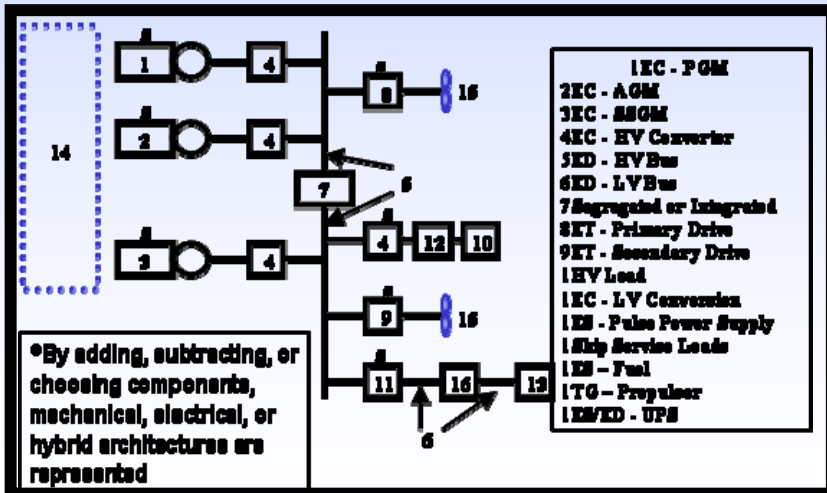 1
4
8
15
14
2
4
5
7
3
4
4 12 10
9
15
11
16
13
6
1EC - PGM
2EC - AGM
3EC - SSGM
4EC - HV Converter
5ED - HV Bus
6ED - LV Bus
7Segregated or Integrated
8ET - Primary Drive
9ET - Secondary Drive
1HV Load
1EC - LV Conversion
1ES - Pulse Power Supply
1Ship Service Loads
1ES – Fuel
1TG – Propulsor
1ES/ED - UPS
•By adding, subtracting, or
choosing components,
mechanical, electrical, or
hybrid architectures are
represented